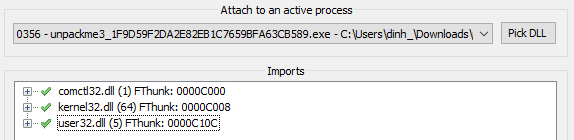 Attach to an active process
0356 - unpackme3_1F9D59F2DA2E82EB1C7659BFA63CB589.exe - C:\Users\dinh_\Downloads\
Pick DLL
Imports
comctl32.dll (1) FThunk: 0000C000
kernel32.dll (64) FThunk: 0000C008
user32.dll (5) FThunk: 0000C10C